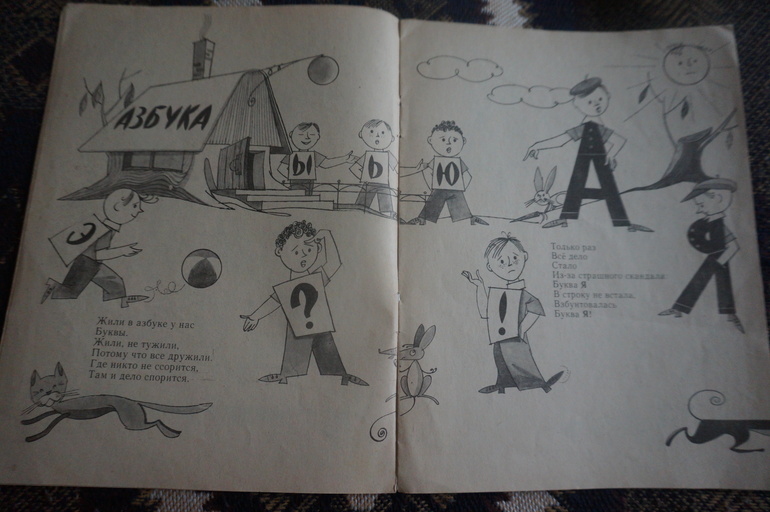 АЗБУКА
Ы
Ь
Ю
А
Э
?
!
Я
Жили в азбуке у нас
Буквы.
Жили, не тужили,
Потому что все дружили.
Где никто не ссорится,
Там и дело спорится.
Только раз
Всё дело
Стало
Из-за страшного скандала:
Буква Я
В строку не встала,
Взбунтовалась
Буква Я!